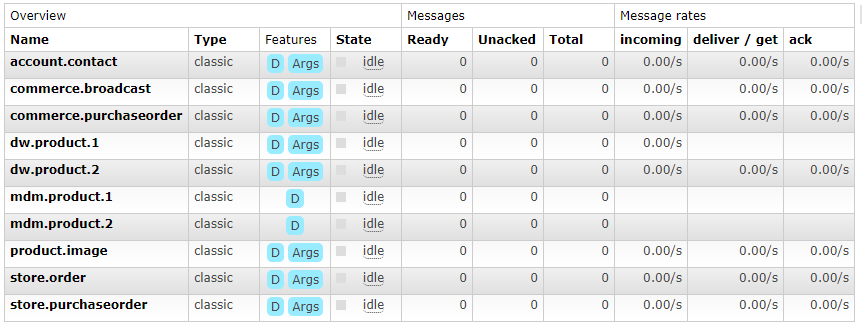 Overview Messages Message rates
Name Type Features State Ready Unacked Total incoming deliver / get ack
account.contact classic D Args idle 0 0 0 0.00/s 0.00/s 0.00/s
commerce.broadcast classic D Args idle 0 0 0 0.00/s 0.00/s 0.00/s
commerce.purchaseorder classic D Args idle 0 0 0 0.00/s 0.00/s 0.00/s
dw.product.1 classic D Args idle 0 0 0 0.00/s
dw.product.2 classic D Args idle 0 0 0 0.00/s 0.00/s 0.00/s
mdm.product.1 classic D idle 0 0 0
mdm.product.2 classic D idle 0 0 0
product.image classic D Args idle 0 0 0 0.00/s 0.00/s 0.00/s
store.order classic D Args idle 0 0 0 0.00/s 0.00/s 0.00/s
store.purchaseorder classic D Args idle 0 0 0 0.00/s 0.00/s 0.00/s